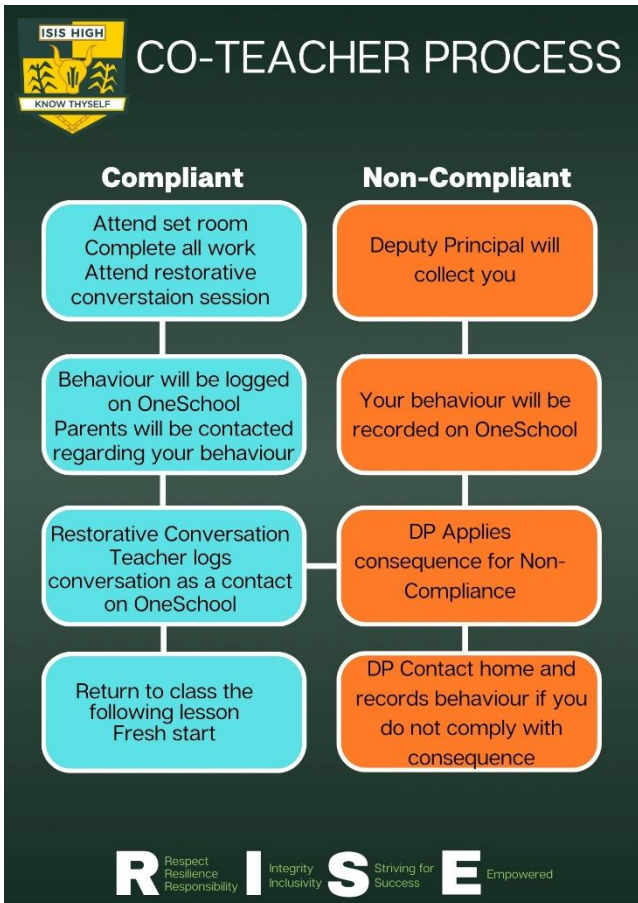 ISIS HIGH
KNOW THYSELF
CO-TEACHER PROCESS
Compliant
Attend set room
Complete all work
Attend restorative
converstaion session
Behaviour will be logged
on OneSchool
Parents will be contacted
regarding your behaviour
Restorative Conversation
Teacher logs
conversation as a contact
on OneSchool
Return to class the
following lesson
Fresh start
Non-Compliant
Deputy Principal will
collect you
Your behaviour will be
recorded on OneSchool
DP Applies
consequence for Non-
Compliance
DP Contact home and
records behaviour if you
do not comply with
consequence
R
Respect
Resilience
Responsibility
I
Integrity
Inclusivity
S
Striving for
Success
E
Empowered